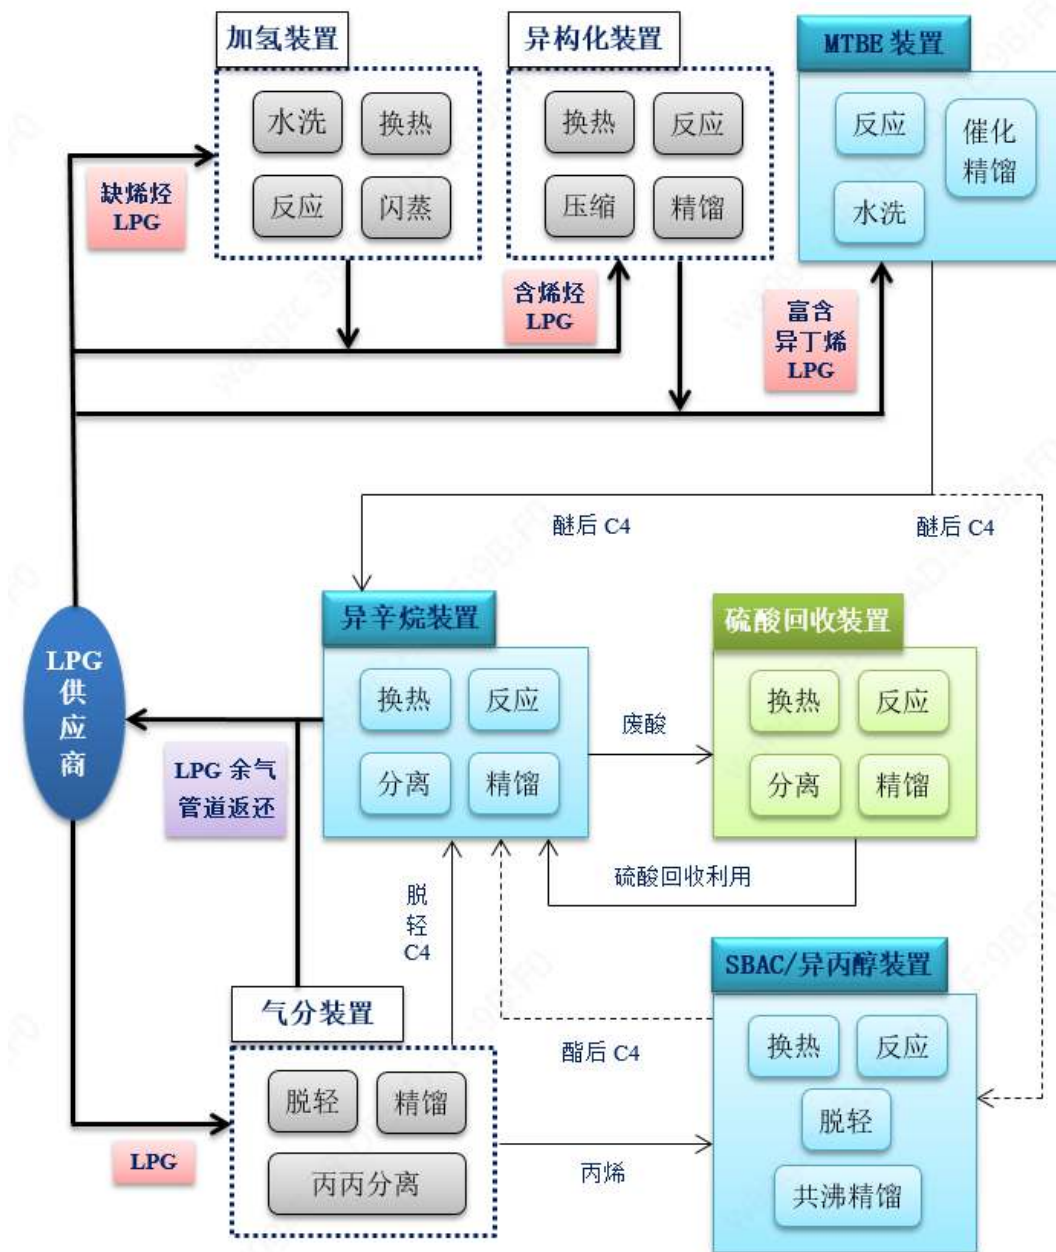 加氢装置
水洗
换热
反应
闪蒸
异构化装置
换热
反应
压缩
精馏
MTBE 装置
反应
催化
精馏
水洗
缺烯烃
LPG
含烯烃
LPG
富含
异丁烯
LPG
醚后 C4
醚后 C4
LPG
供
应
商
异辛烷装置
换热
反应
分离
精馏
废酸
硫酸回收装置
换热
反应
分离
精馏
LPG 余气
管道返还
硫酸回收利用
脱
轻
C4
气分装置
脱轻
精馏
丙丙分离
LPG
酯后 C4
丙烯
SBAC/异丙醇装置
换热
反应
脱轻
共沸精馏